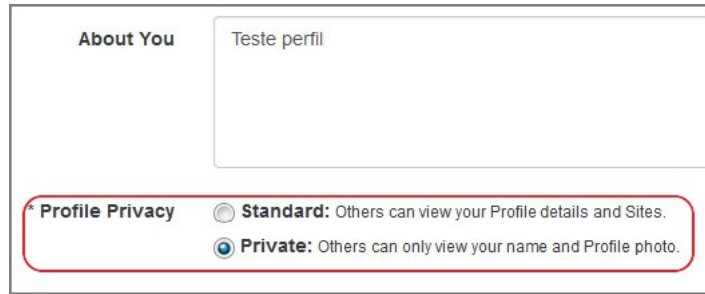 About You
Teste perfil
* Profile Privacy
Standard: Others can view your Profile details and Sites.
Private: Others can only view your name and Profile photo.